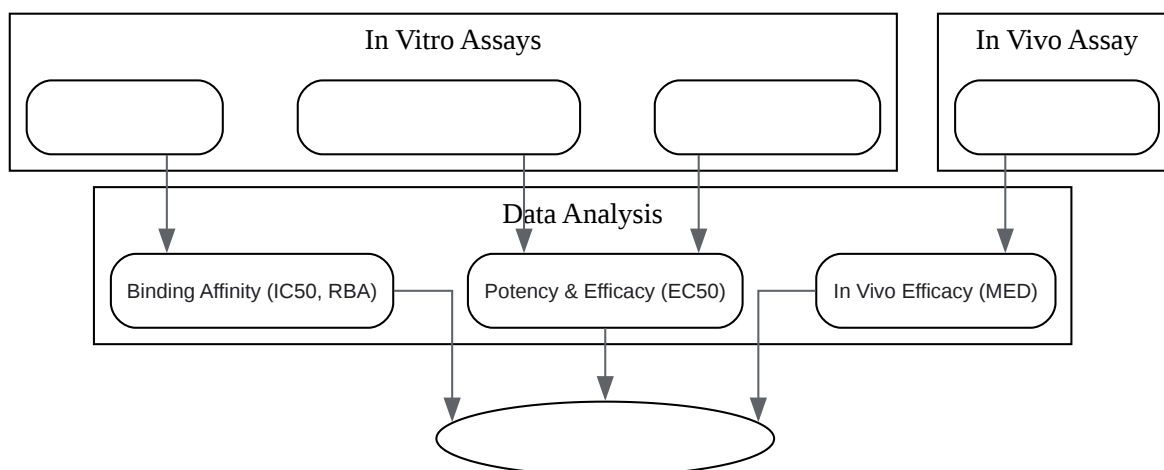 In Vitro Assays
In Vivo Assay
Data Analysis
Binding Affinity (IC50, RBA)
Potency & Efficacy (EC50)
In Vivo Efficacy (MED)